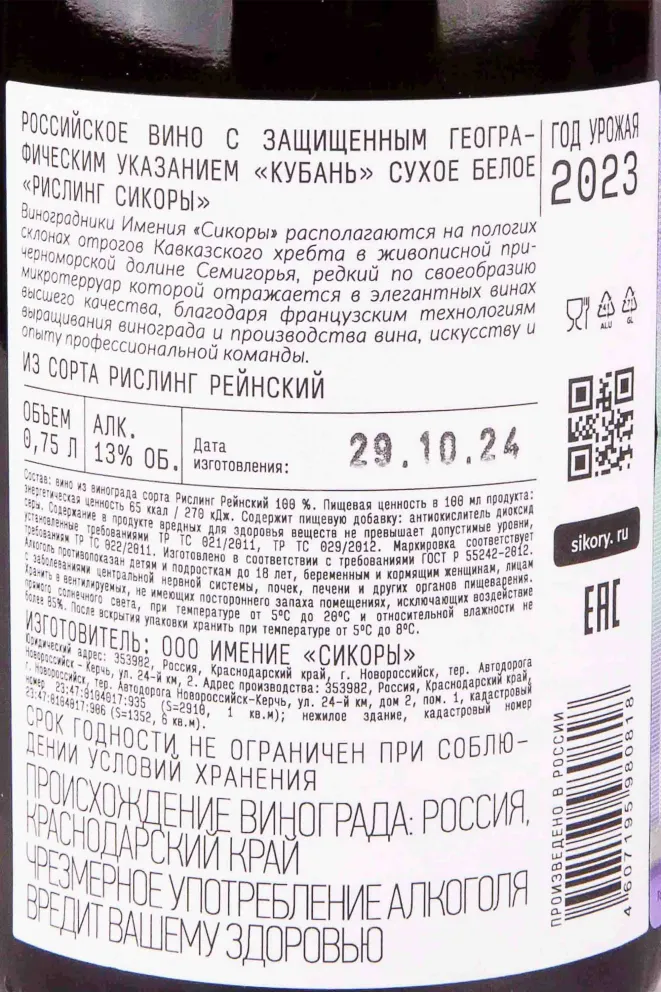 РОССИЙСКОЕ ВИНО С ЗАЩИЩЕННЫМ ГЕОГРА-
ФИЧЕСКИМ УКАЗАНИЕМ «КУБАНЬ» СУХОЕ БЕЛОЕ
«РИСЛИНГ СИКОРЫ»
ГОД УРОЖАЯ
2023
Виноградники Имения «Сикоры» располагаются на пологих
склонах отрогов Кавказского хребта в живописной при-
черноморской долине Семигорья, редкий по своеобразию
микротерруар которой отражается в элегантных винах
высшего качества, благодаря французским технологиям
выращивания винограда и производства вина, искусству и
опыту профессиональной команды.
ИЗ СОРТА РИСЛИНГ РЕЙНСКИЙ
ALU
GL
ОБЪЕМ
0,75 Л
АЛК.
13% ОБ.
Дата
изготовления:
29.10.24
Состав: вино из винограда сорта Рислинг Рейнский 100 %. Пищевая ценность в 100 мл продукта:
энергетическая ценность 65 ккал / 270 кДж. Содержит пищевую добавку: антиокислитель диоксид
серы. Содержание в продукте вредных для здоровья веществ не превышает допустимые уровни,
установленные требованиями ТР ТС 021/2011, ТР ТС 029/2012. Маркировка соответствует
требованиям ТР ТС 022/2011. Изготовлено в соответствии с требованиями ГОСТ Р 55242-2012.
Алкоголь противопоказан детям и подросткам до 18 лет, беременным и кормящим женщинам, лицам
с заболеваниями центральной нервной системы, почек, печени и других органов пищеварения.
Хранить в вентилируемых, не имеющих постороннего запаха помещениях, исключающих воздействие
прямого солнечного света, при температуре от 5°С до 20°С и относительной влажности не
более 85%. После вскрытия упаковки хранить при температуре от 5°С до 8°С.
sikory.ru
EAC
ИЗГОТОВИТЕЛЬ: ООО ИМЕНИЕ «СИКОРЫ»
Юридический адрес: 353982, Россия, Краснодарский край, г. Новороссийск, тер. Автодорога
Новороссийск - Керчь, ул. 24-й км, 2. Адрес производства: 353982, Россия, Краснодарский край,
г. Новороссийск, тер. Автодорога Новороссийск-Керчь, ул. 24-й км, дом 2, пом. 1, кадастровый
номер 23:47:0104017:935 (S=2910, 1 кв.м); нежилое здание, кадастровый номер
23:47:0104017:906 (S=1352, 6 кв.м).
СРОК ГОДНОСТИ НЕ ОГРАНИЧЕН ПРИ СОБЛЮ-
ДЕНИИ УСЛОВИЙ ХРАНЕНИЯ
ПРОИСХОЖДЕНИЕ ВИНОГРАДА: РОССИЯ,
КРАСНОДАРСКИЙ КРАЙ
ЧРЕЗМЕРНОЕ УПОТРЕБЛЕНИЕ АЛКОГОЛЯ
ВРЕДИТ ВАШЕМУ ЗДОРОВЬЮ
ПРОИЗВЕДЕНО В РОССИИ
4607195980818